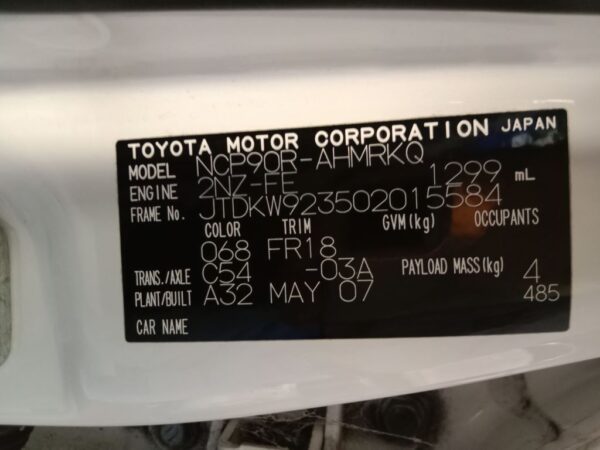 TOYOTA MOTOR CORPORATION JAPAN
MODEL NCP90R-AHMRKQ
ENGINE 2NZ-FE 1299 mL
FRAME No. JTDKW923502015584
COLOR TRIM GVM(kg) OCCUPANTS
068 FR18
TRANS./AXLE C54 -03A PAYLOAD MASS(kg) 4
PLANT/BUILT A32 MAY 07 485
CAR NAME